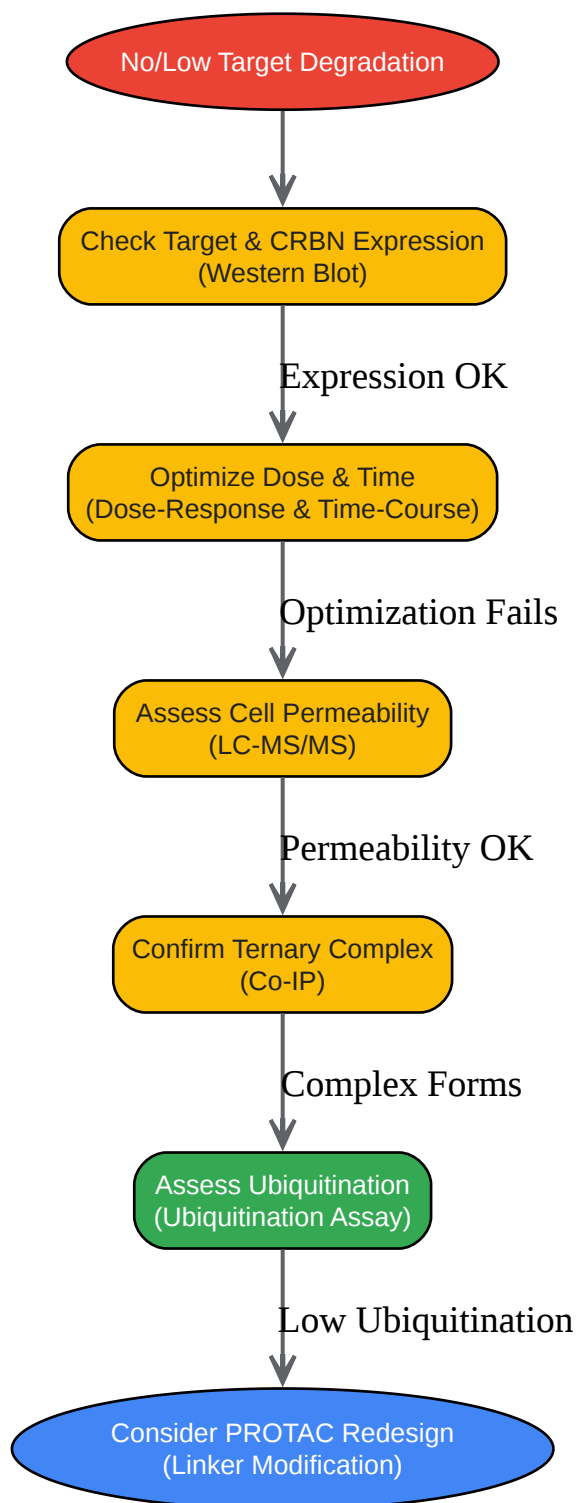 No/Low Target Degradation
Check Target & CRBN Expression
(Western Blot)
Expression OK
Optimize Dose & Time
(Dose-Response & Time-Course)
Optimization Fails
Assess Cell Permeability
(LC-MS/MS)
Permeability OK
Confirm Ternary Complex
(Co-IP)
Complex Forms
Assess Ubiquitination
(Ubiquitination Assay)
Low Ubiquitination
Consider PROTAC Redesign
(Linker Modification)